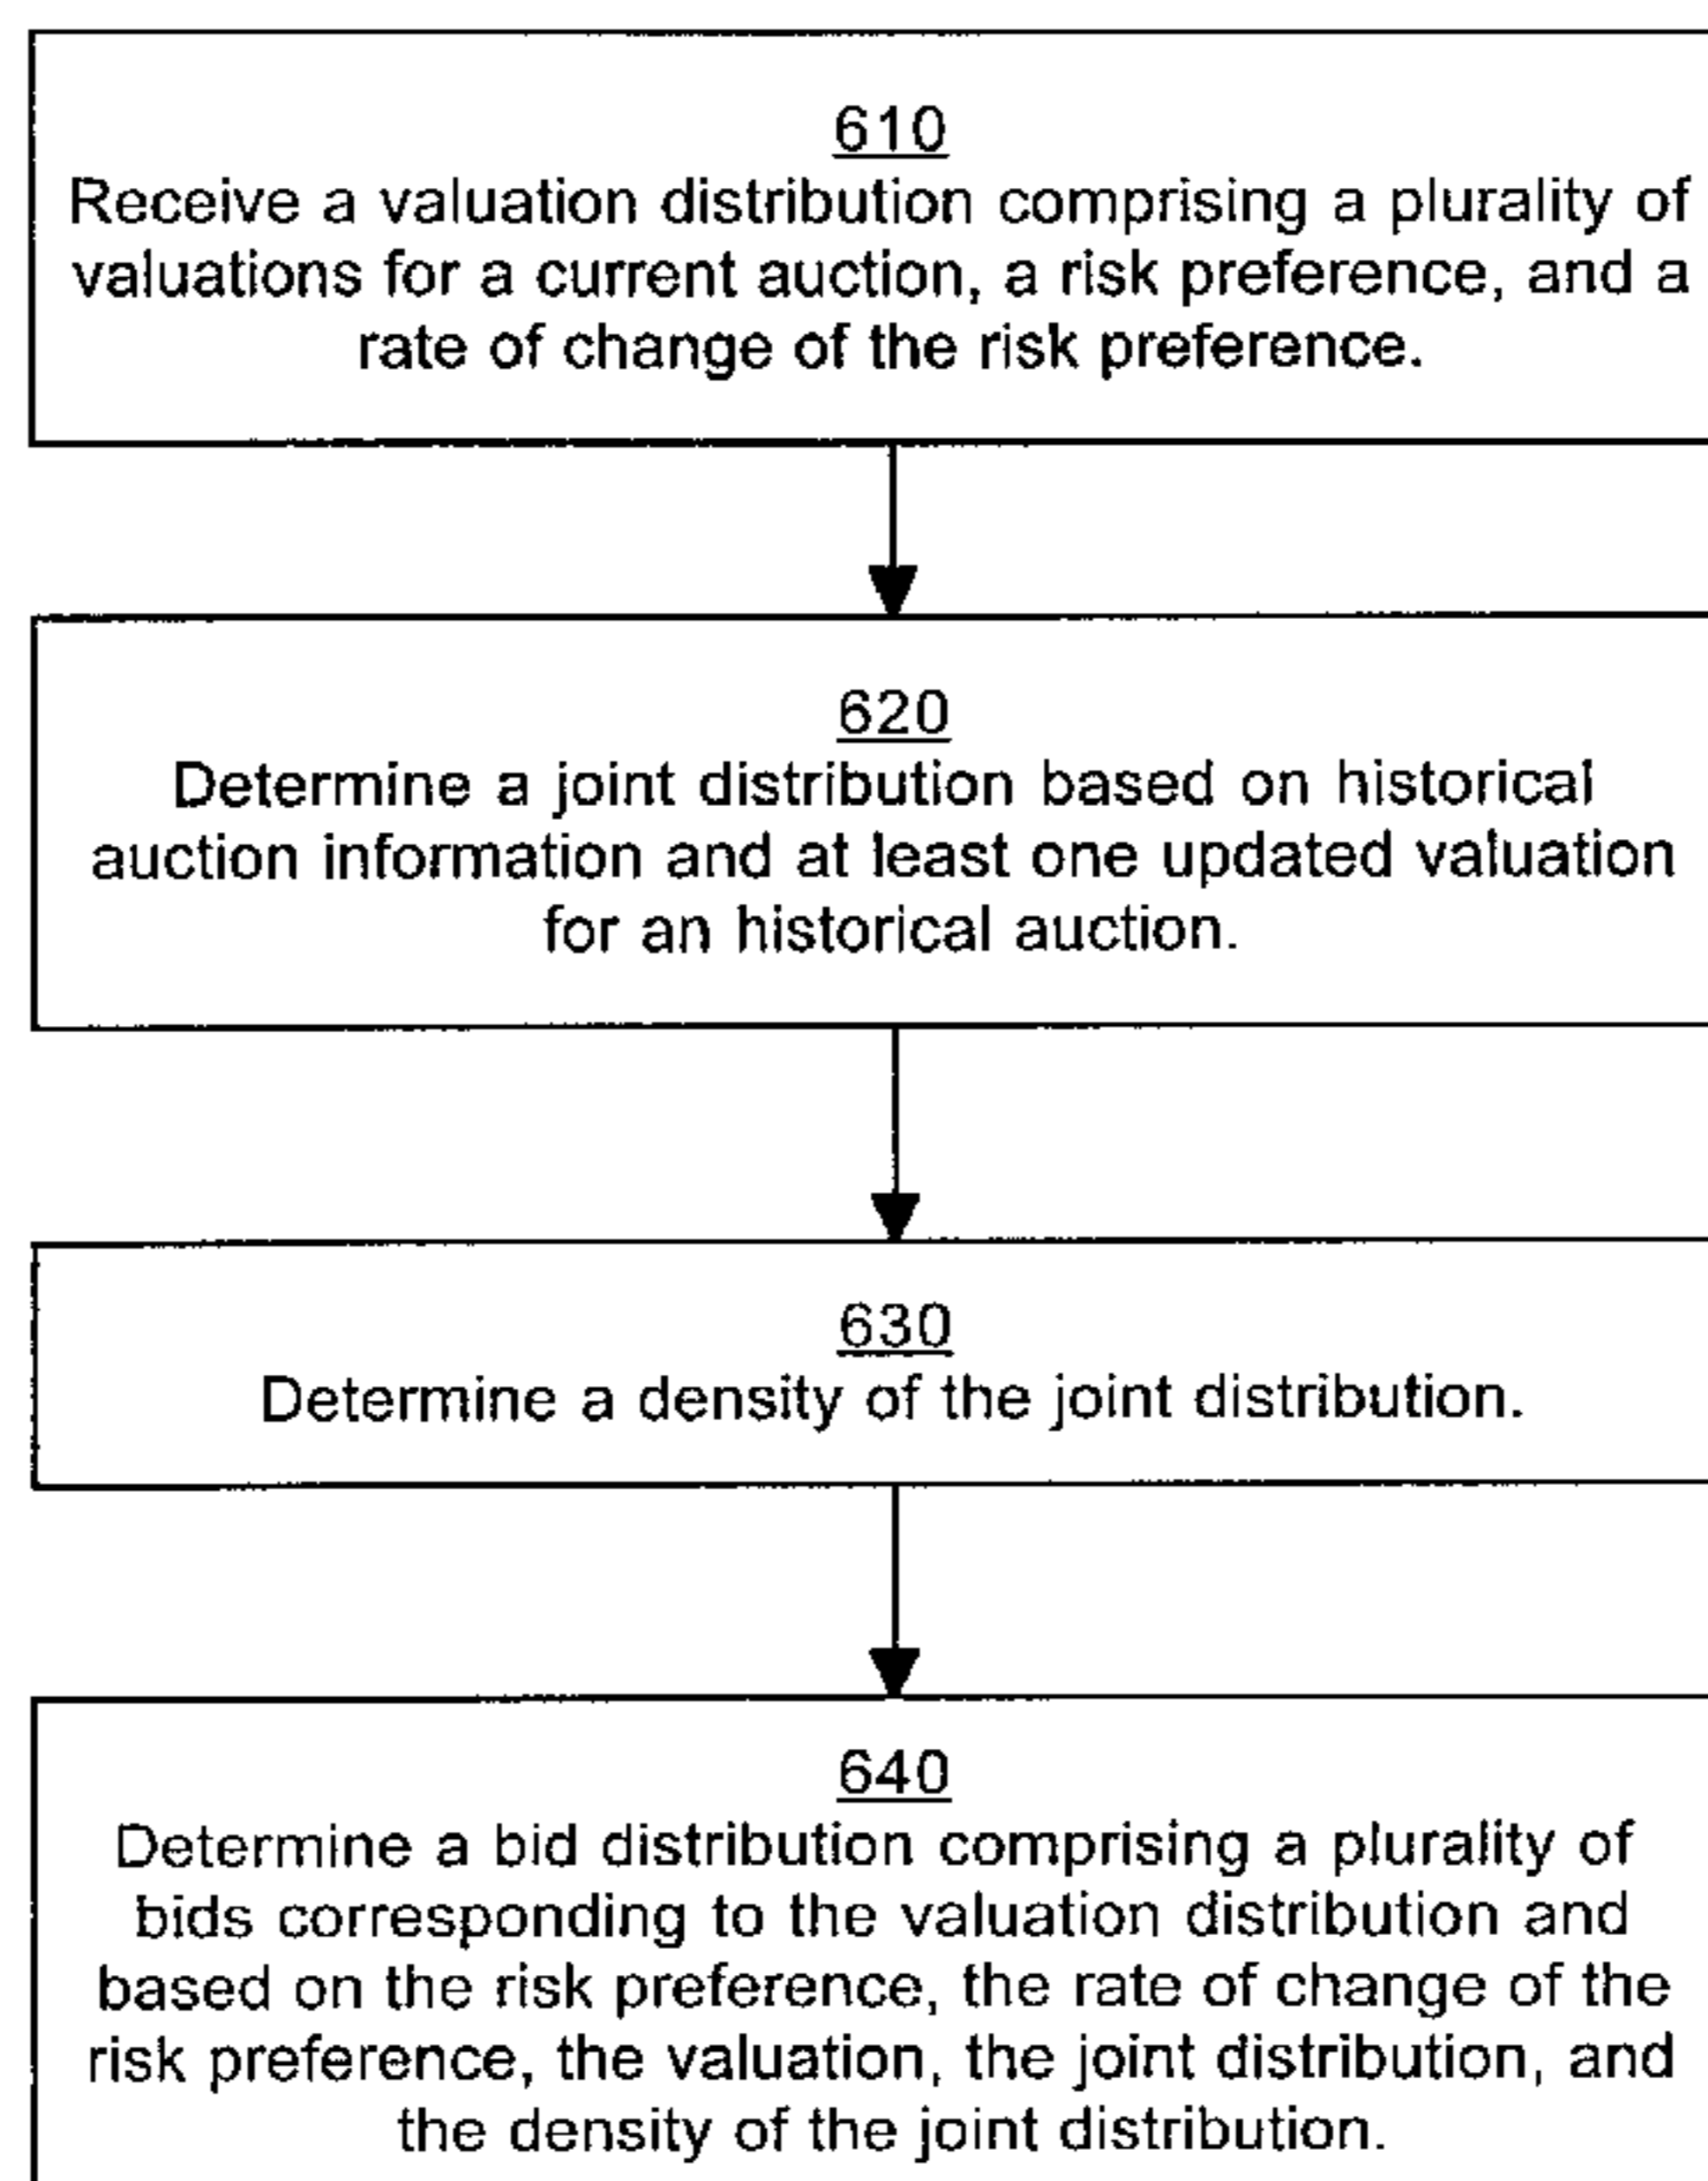 610
Receive a valuation distribution comprising a plurality of
valuations for a current auction, a risk preference, and a
rate of change of the risk preference.
620
Determine a joint distribution based on historical
auction information and at least one updated valuation
for an historical auction.
630
Determine a density of the joint distribution.
640
Determine a bid distribution comprising a plurality of
bids corresponding to the valuation distribution and
based on the risk preference, the rate of change of the
risk preference, the valuation, the joint distribution, and
the density of the joint distribution.